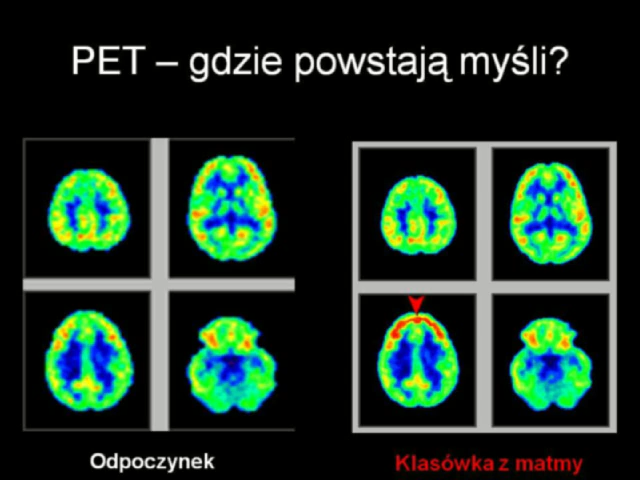 PET – gdzie powstają myśli?
Odpoczynek
Klasówka z matmy